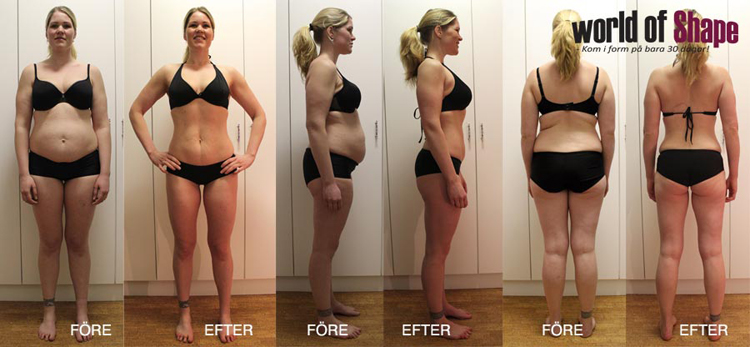 world of Shape
- Kom i form på bara 30 dagar!
FÖRE
EFTER
FÖRE
EFTER
FÖRE
EFTER